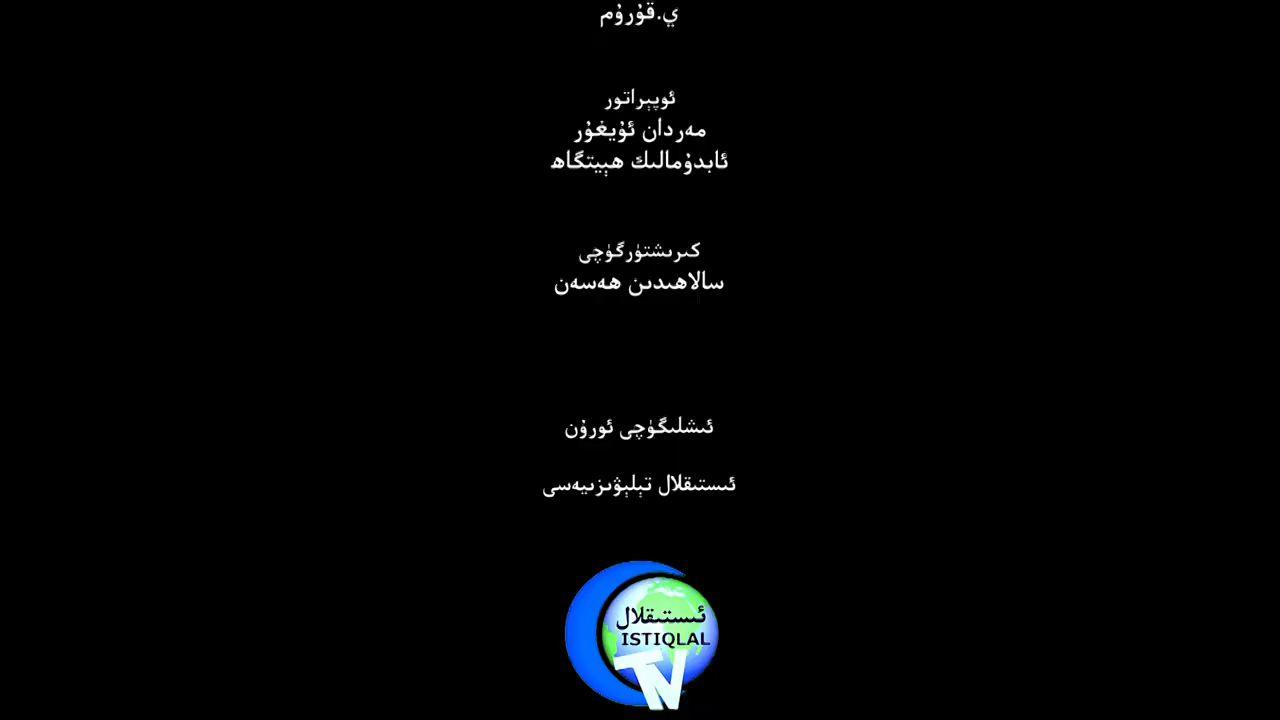 ي.قۇرۇم
ئوپېراتور
مەردان ئۇيغۇر
ئابدۇمالىك ھېيتگاھ
كىرىشتۈرگۈچى
سالاھىدىن ھەسەن
ئىشلىگۈچى ئورۇن
ئىستىقلال تېلېۋىزىيەسى
ئىستىقلال
ISTIQLAL
TV